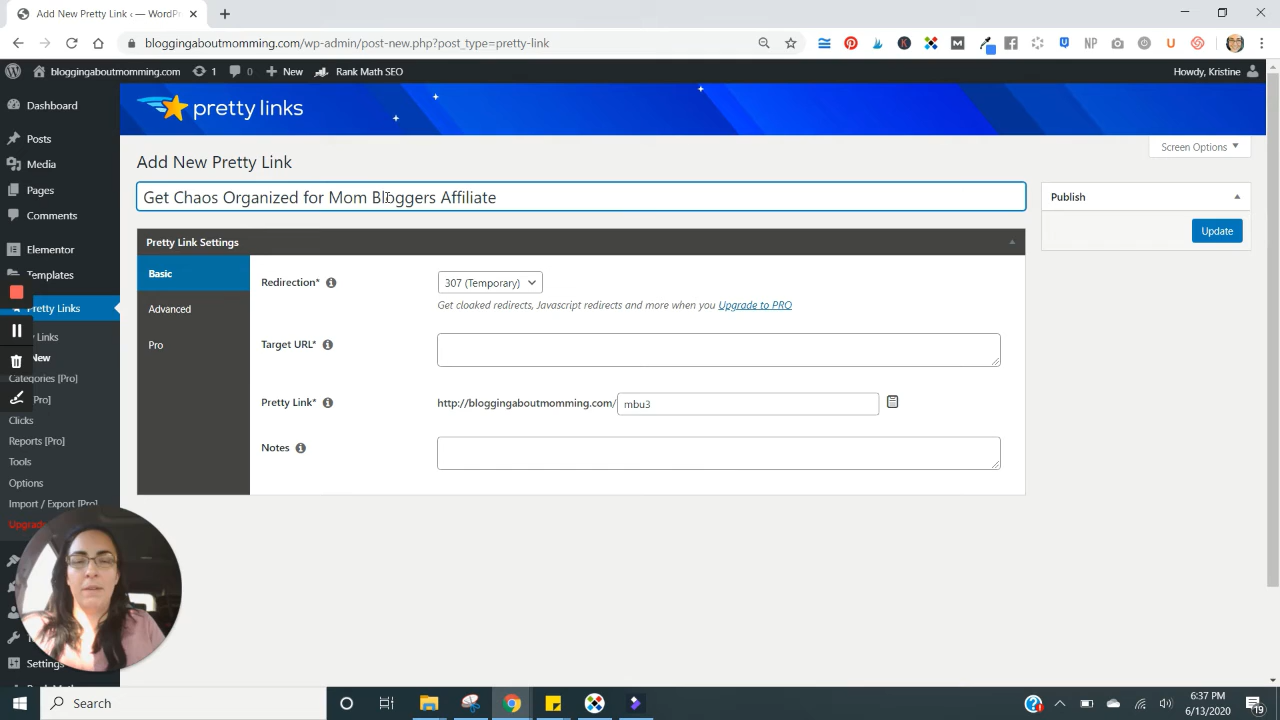 Add New Pretty Link ‹ — WordPr
bloggingaboutmomming.com/wp-admin/post-new.php?post_type=pretty-link
bloggingaboutmomming.com 1 0 New Rank Math SEO Howdy, Kristine
pretty links
Dashboard
Posts
Media
Pages
Comments
Elementor
Templates
Pretty Links
Links
New
Categories [Pro]
[Pro]
Clicks
Reports [Pro]
Tools
Options
Import / Export [Pro]
Settings
Screen Options
Add New Pretty Link
Get Chaos Organized for Mom Bloggers Affiliate
Publish
Update
Pretty Link Settings
Basic
Advanced
Pro
Redirection* 307 (Temporary)
Get cloaked redirects, Javascript redirects and more when you Upgrade to PRO
Target URL*
Pretty Link* http://bloggingaboutmomming.com/ mbu3
Notes
Search
6:37 PM
6/13/2020
19